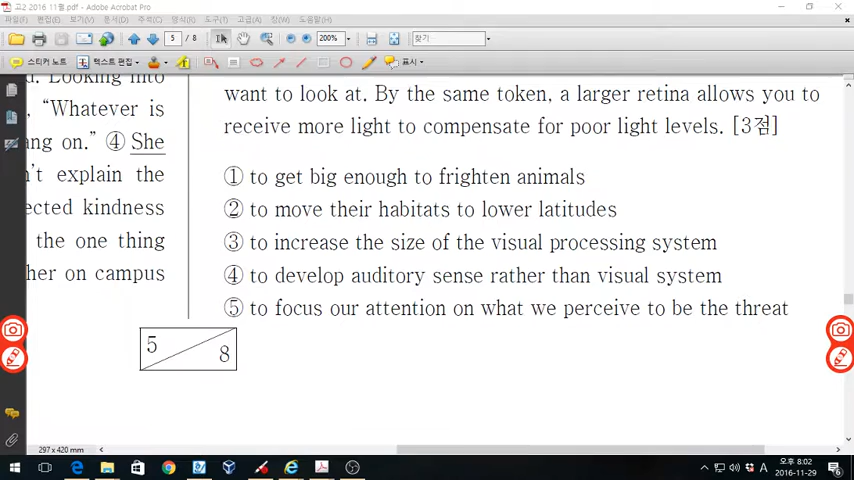 고2 2016 11월.pdf - Adobe Acrobat Pro
파일(F) 편집(E) 보기(V) 문서(D) 주석(C) 양식(R) 도구(T) 고급(A) 창(W) 도움말(H)
5 / 8 200% 찾기
스티커 노트 텍스트 편집 표시
d. Looking into
, “Whatever is
ang on.” ④ She
n’t explain the
ected kindness
the one thing
her on campus
5
8
want to look at. By the same token, a larger retina allows you to
receive more light to compensate for poor light levels. [3점]
① to get big enough to frighten animals
② to move their habitats to lower latitudes
③ to increase the size of the visual processing system
④ to develop auditory sense rather than visual system
⑤ to focus our attention on what we perceive to be the threat
297 x 420 mm
A
오후 8:02
2016-11-29
6